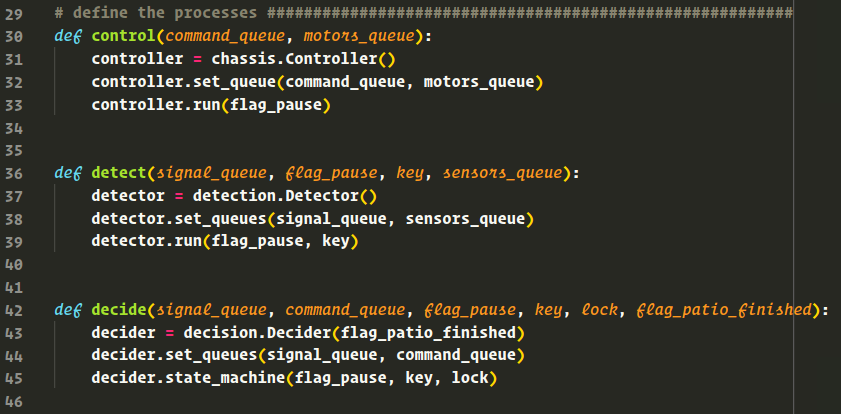 29 # define the processes #########################################################
30 def control(command_queue, motors_queue):
31     controller = chassis.Controller()
32     controller.set_queue(command_queue, motors_queue)
33     controller.run(flag_pause)
34
35
36 def detect(signal_queue, flag_pause, key, sensors_queue):
37     detector = detection.Detector()
38     detector.set_queues(signal_queue, sensors_queue)
39     detector.run(flag_pause, key)
40
41
42 def decide(signal_queue, command_queue, flag_pause, key, lock, flag_patio_finished):
43     decider = decision.Decider(flag_patio_finished)
44     decider.set_queues(signal_queue, command_queue)
45     decider.state_machine(flag_pause, key, lock)
46